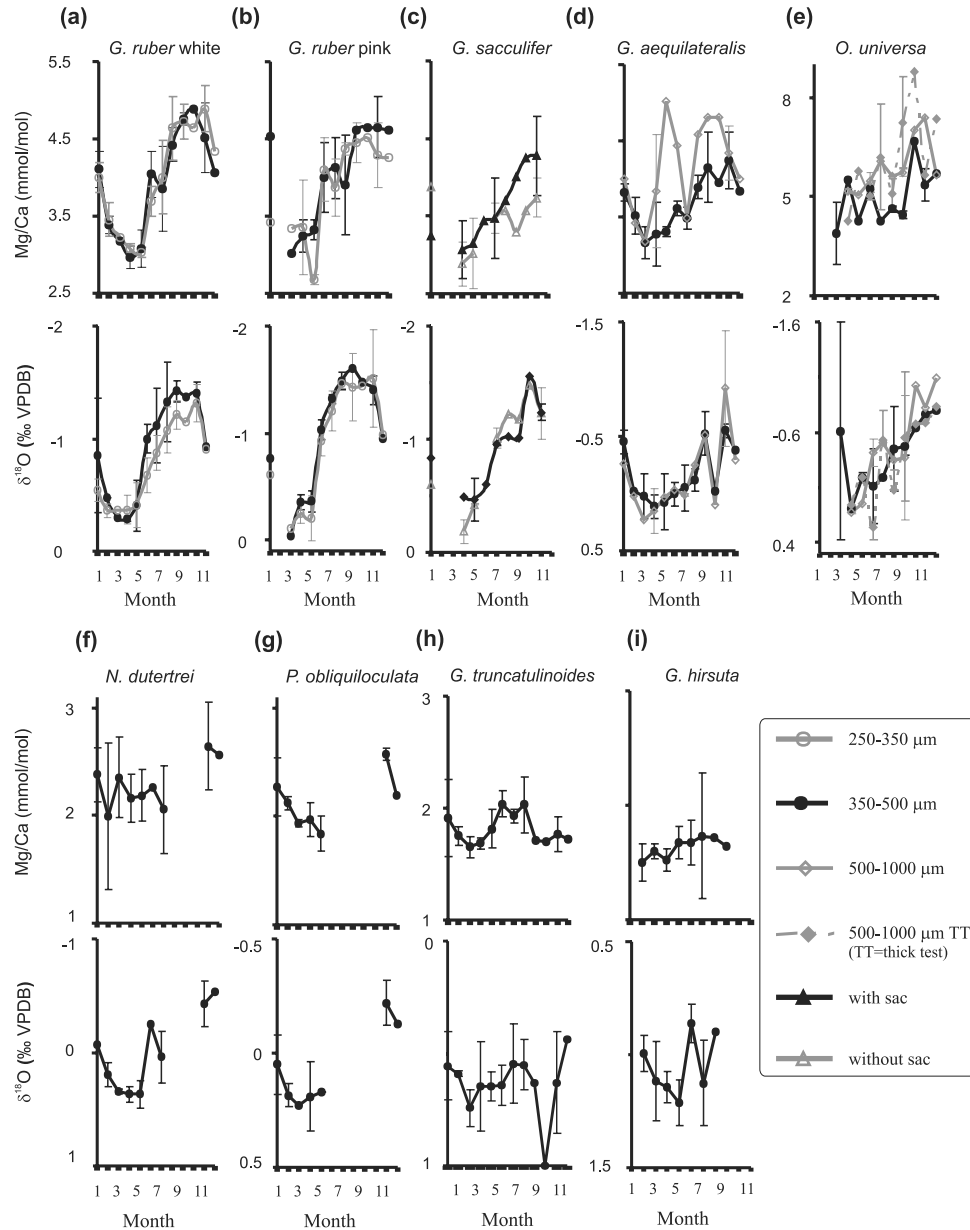 (a) (b) (c) (d) (e)
G. ruber white G. ruber pink G. sacculifer G. aequilateralis O. universa
5.5
4.5
3.5
2.5
Mg/Ca (mmol/mol)
8
5
2
-2
-1
0
δ¹⁸O (‰ VPDB)
-2
-1
0
-2
-1
0
-1.5
-0.5
0.5
-1.6
-0.6
0.4
1 3 5 7 9 11 1 3 5 7 9 11 1 3 5 7 9 11 1 3 5 7 9 11 1 3 5 7 9 11
Month Month Month Month Month
(f) (g) (h) (i)
N. dutertrei P. obliquiloculata G. truncatulinoides G. hirsuta
3
2
1
Mg/Ca (mmol/mol)
3
2
1
-1
0
1
δ¹⁸O (‰ VPDB)
-0.5
0
0.5
0
1
0.5
1.5
1 3 5 7 9 11 1 3 5 7 9 11 1 3 5 7 9 11 1 3 5 7 9 11
Month Month Month Month
250-350 μm
350-500 μm
500-1000 μm
500-1000 μm TT
(TT=thick test)
with sac
without sac